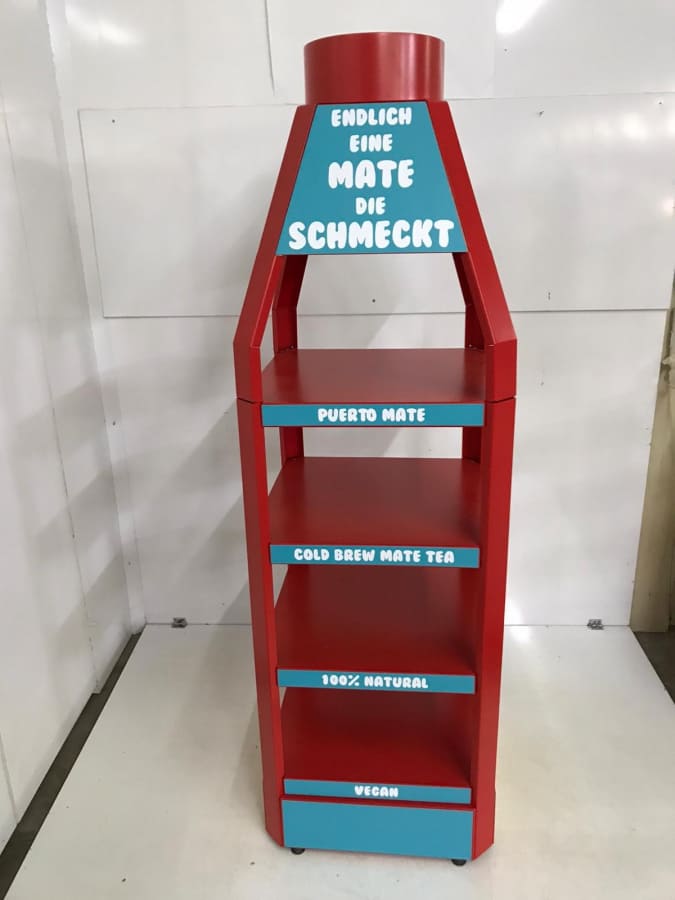 ENDLICH
EINE
MATE
DIE
SCHMECKT
PUERTO MATE
COLD BREW MATE TEA
100% NATURAL
VEGAN